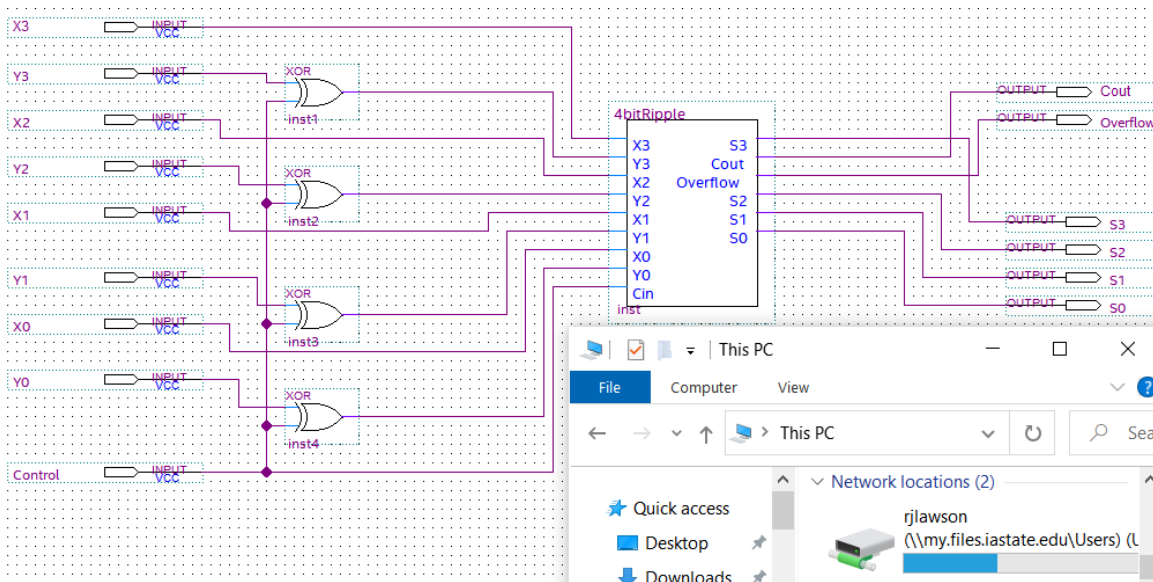 X3
INPUT
VCC
Y3
INPUT
VCC
XOR
inst1
X2
INPUT
VCC
Y2
INPUT
VCC
XOR
inst2
X1
INPUT
VCC
Y1
INPUT
VCC
XOR
inst3
X0
INPUT
VCC
Y0
INPUT
VCC
XOR
inst4
Control
INPUT
VCC
4bitRipple
X3 S3
Y3 Cout
X2 Overflow
Y2 S2
X1 S1
Y1 S0
X0
Y0
Cin
inst
OUTPUT Cout
OUTPUT Overflow
OUTPUT S3
OUTPUT S2
OUTPUT S1
OUTPUT S0
This PC
File Computer View
?
This PC
Sea
Quick access
Desktop
Downloads
Network locations (2)
rjlawson
(\\my.files.iastate.edu\Users) (U